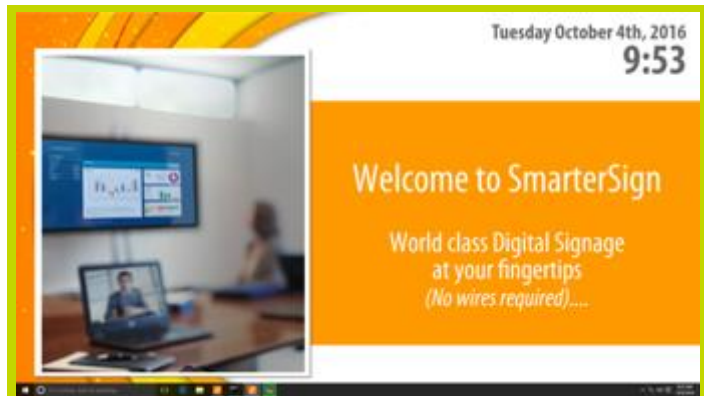 Tuesday October 4th, 2016
9:53
Welcome to SmarterSign
World class Digital Signage
at your fingertips
(No wires required)....